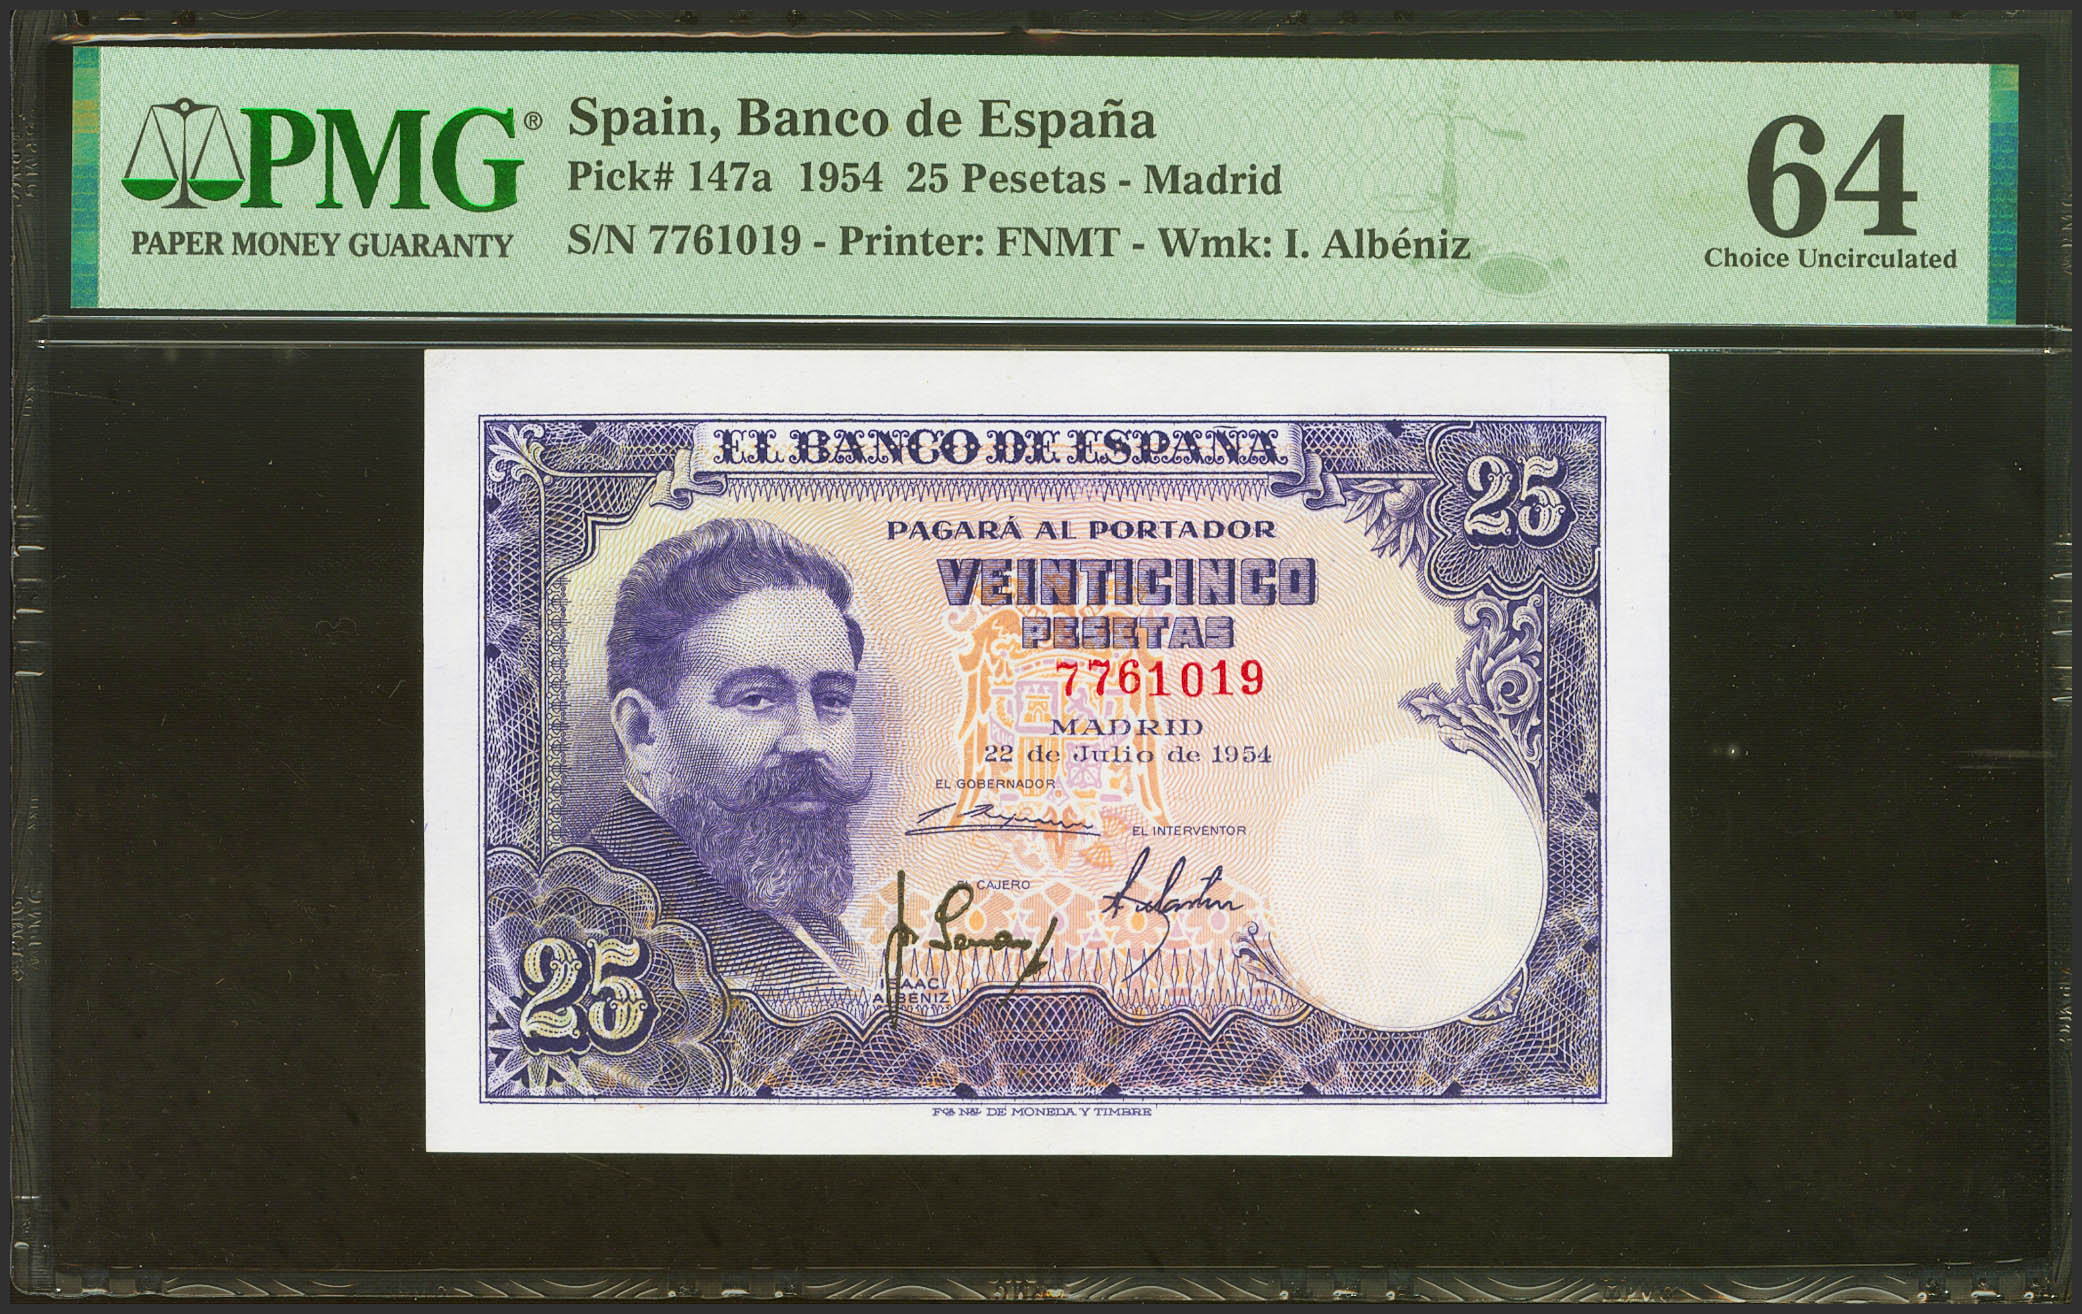 PMG®
PAPER MONEY GUARANTY
Spain, Banco de España
Pick# 147a 1954 25 Pesetas - Madrid
S/N 7761019 - Printer: FNMT - Wmk: I. Albéniz
64
Choice Uncirculated
EL BANCO DE ESPAÑA
25
PAGARÁ AL PORTADOR
VEINTICINCO
PESETAS
7761019
MADRID
22 de Julio de 1954
EL GOBERNADOR
EL INTERVENTOR
EL CAJERO
ISAAC
ALBENIZ
25
FCA NAL DE MONEDA Y TIMBRE